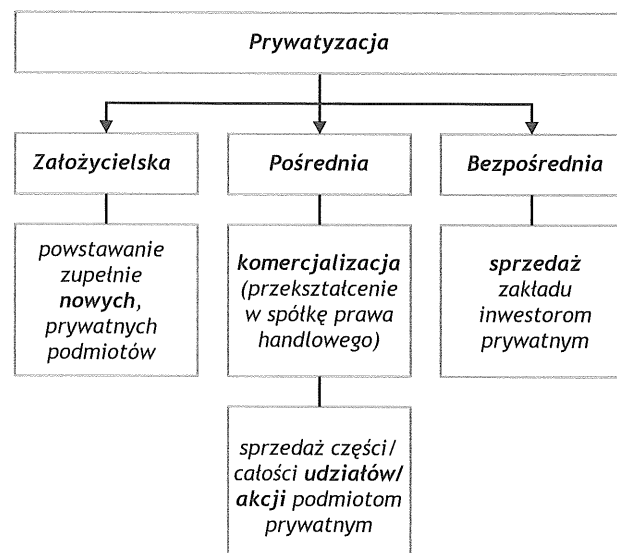 Prywatyzacja
Założycielska
Pośrednia
Bezpośrednia
powstawanie
zupełnie
nowych,
prywatnych
podmiotów
komercjalizacja
(przekształcenie
w spółkę prawa
handlowego)
sprzedaż
zakładu
inwestorom
prywatnym
sprzedaż części/
całości udziałów/
akcji podmiotom
prywatnym